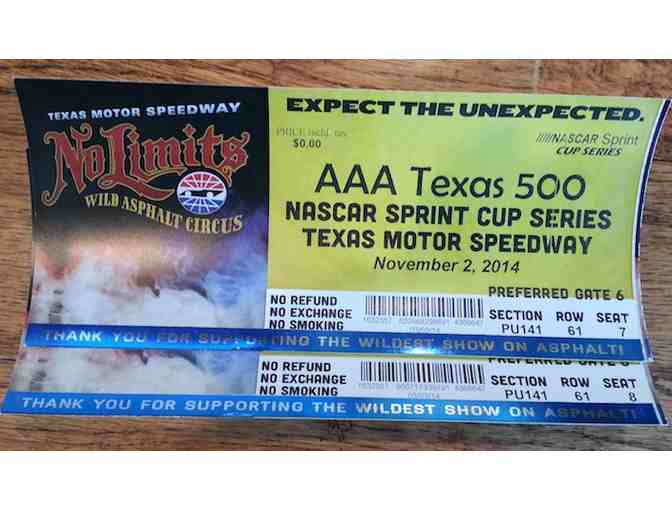 TEXAS MOTOR SPEEDWAY
No Limits
WILD ASPHALT CIRCUS
EXPECT THE UNEXPECTED.
PRICE incld. tax
$0.00
NASCAR Sprint
CUP SERIES
AAA Texas 500
NASCAR SPRINT CUP SERIES
TEXAS MOTOR SPEEDWAY
November 2, 2014
PREFERRED GATE 6
NO REFUND
NO EXCHANGE
NO SMOKING
SECTION ROW SEAT
PU141 61 7
THANK YOU FOR SUPPORTING THE WILDEST SHOW ON ASPHALT!
PREFERRED GATE 6
NO REFUND
NO EXCHANGE
NO SMOKING
SECTION ROW SEAT
PU141 61 8
THANK YOU FOR SUPPORTING THE WILDEST SHOW ON ASPHALT!